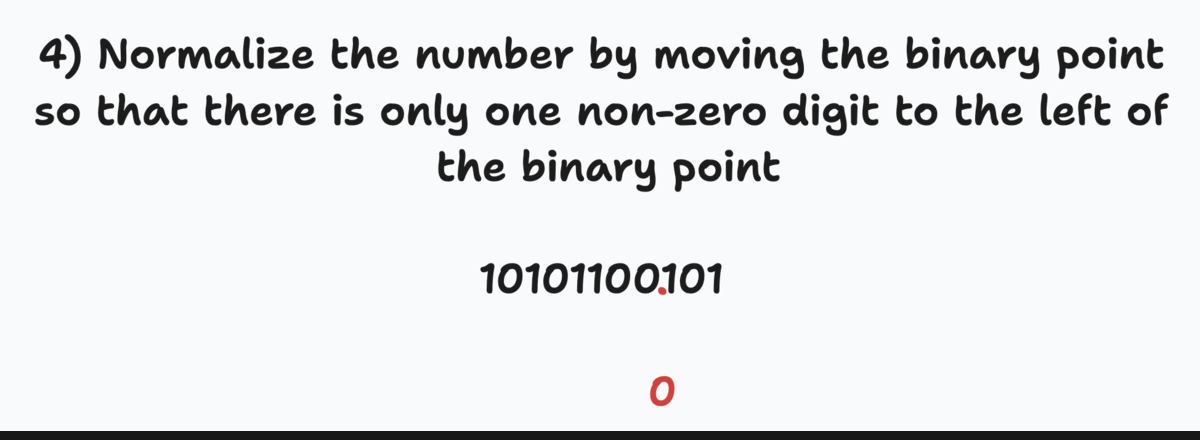 4) Normalize the number by moving the binary point
so that there is only one non-zero digit to the left of
the binary point
10101100.101
0